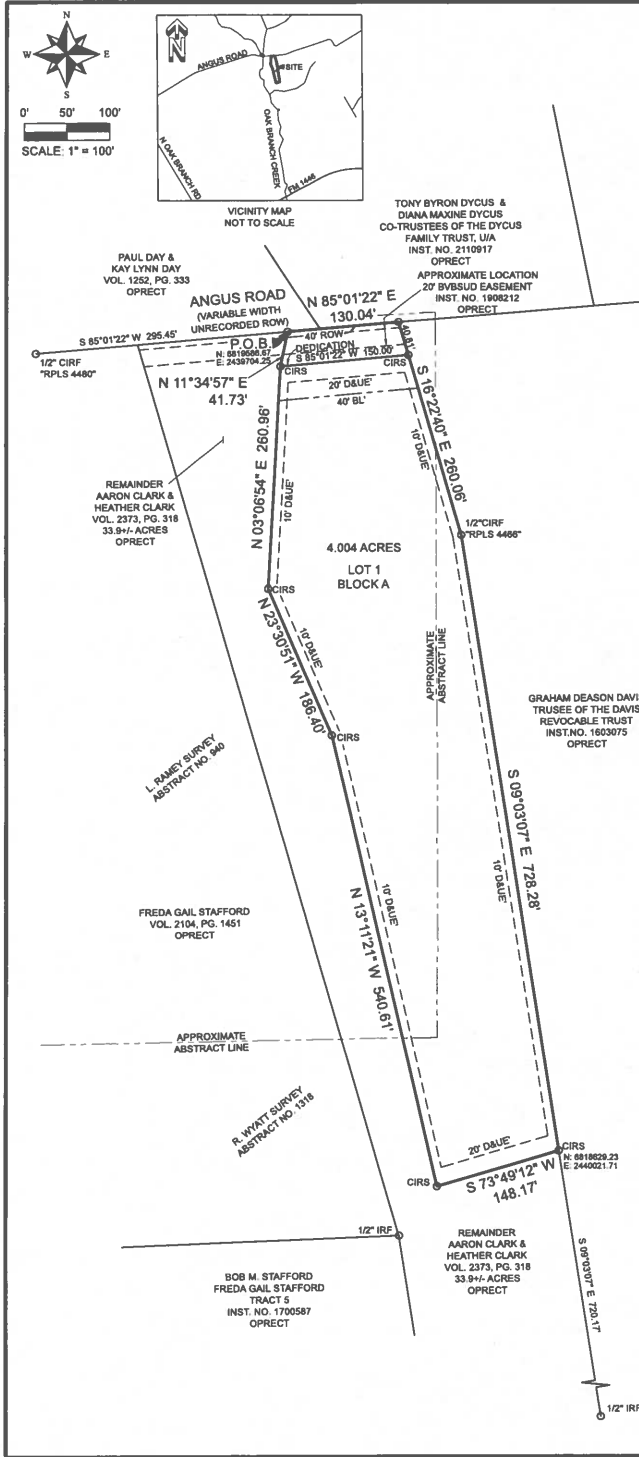 N
W E
S
0' 50' 100'
SCALE: 1" = 100'
N
ANGUS ROAD
SITE
OAK BRANCH CREEK
N OAK BRANCH RD
FM 1446
VICINITY MAP
NOT TO SCALE
TONY BYRON DYCUS &
DIANA MAXINE DYCUS
CO-TRUSTEES OF THE DYCUS
FAMILY TRUST, U/A
INST. NO. 2110917
OPRECT
PAUL DAY &
KAY LYNN DAY
VOL. 1252, PG. 333
OPRECT
APPROXIMATE LOCATION
20' BVBSUD EASEMENT
INST. NO. 1908212
OPRECT
ANGUS ROAD
(VARIABLE WIDTH
UNRECORDED ROW)
N 85°01'22" E
130.04'
S 85°01'22" W 295.45'
1/2" CIRF
"RPLS 4480"
P.O.B.
N: 6819686.67
E: 2439704.25
40' ROW
DEDICATION
S 85°01'22" W 150.00'
40.81'
CIRS
CIRS
N 11°34'57" E
41.73'
20' D&UE'
40' BL'
S 16°22'40" E 260.06'
10' D&UE'
N 03°06'54" E 260.96'
10' D&UE'
REMAINDER
AARON CLARK &
HEATHER CLARK
VOL. 2373, PG. 318
33.9+/- ACRES
OPRECT
1/2"CIRF
"RPLS 4466"
4.004 ACRES
LOT 1
BLOCK A
CIRS
N 23°30'51" W 186.40'
10' D&UE'
APPROXIMATE
ABSTRACT LINE
CIRS
GRAHAM DEASON DAVI
TRUSEE OF THE DAVIS
REVOCABLE TRUST
INST.NO. 1603075
OPRECT
L. RAMEY SURVEY
ABSTRACT NO. 940
S 09°03'07" E 728.28'
10' D&UE'
N 13°11'21" W 540.61'
10' D&UE'
FREDA GAIL STAFFORD
VOL. 2104, PG. 1451
OPRECT
APPROXIMATE
ABSTRACT LINE
R. WYATT SURVEY
ABSTRACT NO. 1318
20' D&UE'
CIRS
N: 6818629.23
E: 2440021.71
CIRS
S 73°49'12" W
148.17'
1/2" IRF
REMAINDER
AARON CLARK &
HEATHER CLARK
VOL. 2373, PG. 318
33.9+/- ACRES
OPRECT
BOB M. STAFFORD
FREDA GAIL STAFFORD
TRACT 5
INST. NO. 1700587
OPRECT
S 09°03'07" E 720.17'
1/2" IRF